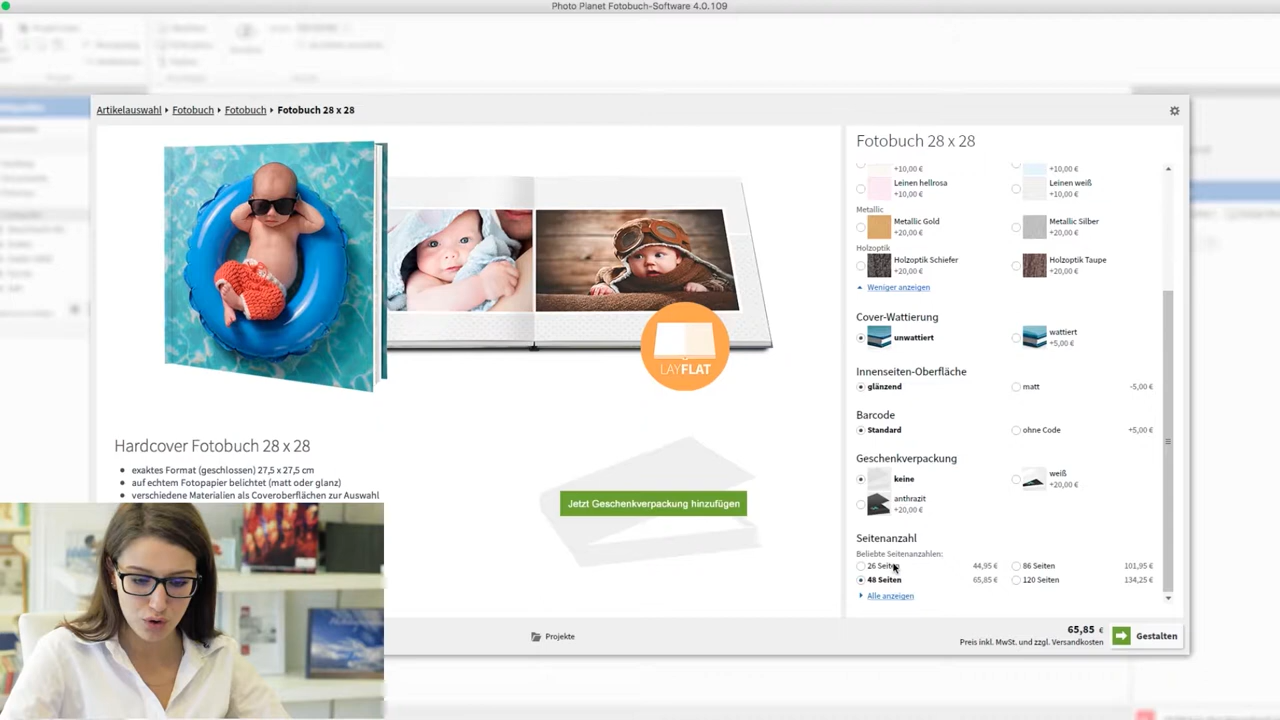 Photo Planet Fotobuch-Software 4.0.109
Artikelauswahl Fotobuch Fotobuch Fotobuch 28 x 28
Fotobuch 28 x 28
+10,00 € +10,00 €
Leinen hellrosa Leinen weiß
+10,00 € +10,00 €
Metallic
Metallic Gold Metallic Silber
+20,00 € +20,00 €
Holzoptik
Holzoptik Schiefer Holzoptik Taupe
+20,00 € +20,00 €
Weniger anzeigen
Cover-Wattierung
unwattiert wattiert
+5,00 €
Innenseiten-Oberfläche
glänzend matt -5,00 €
Barcode
Standard ohne Code +5,00 €
Geschenkverpackung
keine weiß
+20,00 €
anthrazit
+20,00 €
Seitenanzahl
Beliebte Seitenanzahlen:
26 Seiten 44,95 € 86 Seiten 101,95 €
48 Seiten 65,85 € 120 Seiten 134,25 €
Alle anzeigen
LAYFLAT
Hardcover Fotobuch 28 x 28
exaktes Format (geschlossen) 27,5 x 27,5 cm
auf echtem Fotopapier belichtet (matt oder glanz)
verschiedene Materialien als Coveroberflächen zur Auswahl
Jetzt Geschenkverpackung hinzufügen
Projekte
65,85 €
Preis inkl. MwSt. und zzgl. Versandkosten
Gestalten